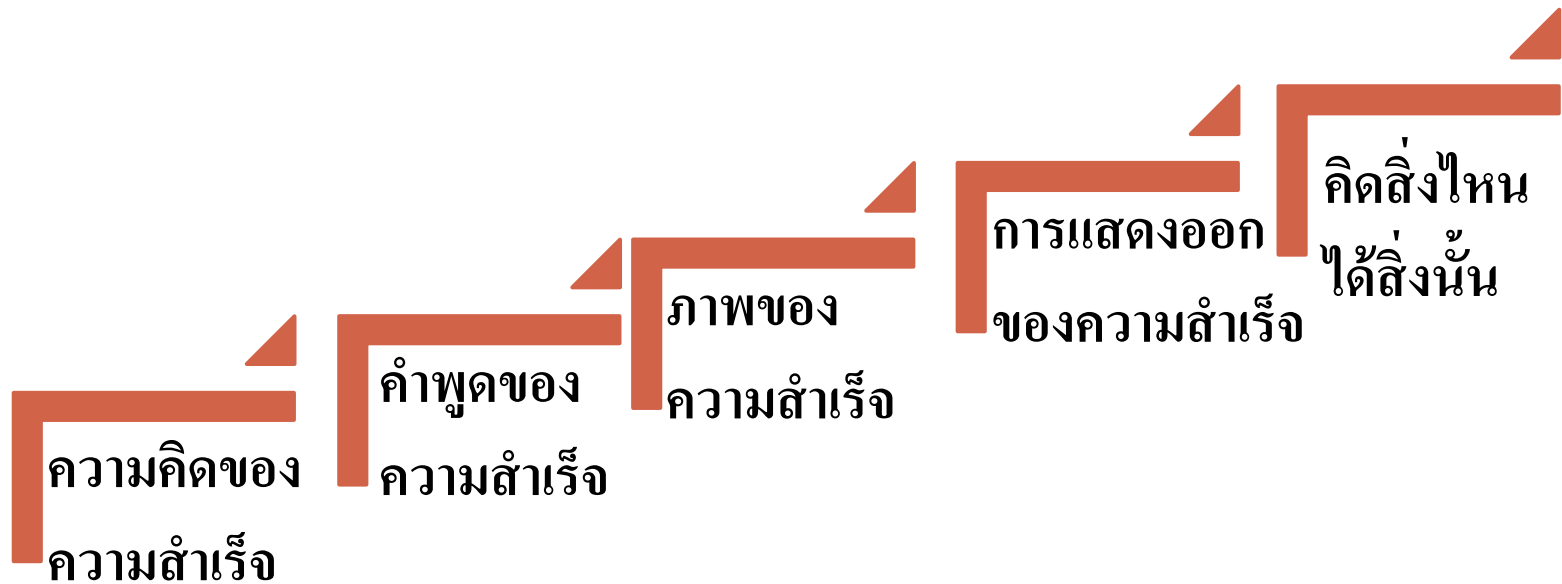 ความคิดของ
ความสำเร็จ
คำพูดของ
ความสำเร็จ
ภาพของ
ความสำเร็จ
การแสดงออก
ของความสำเร็จ
คิดสิ่งไหน
ได้สิ่งนั้น